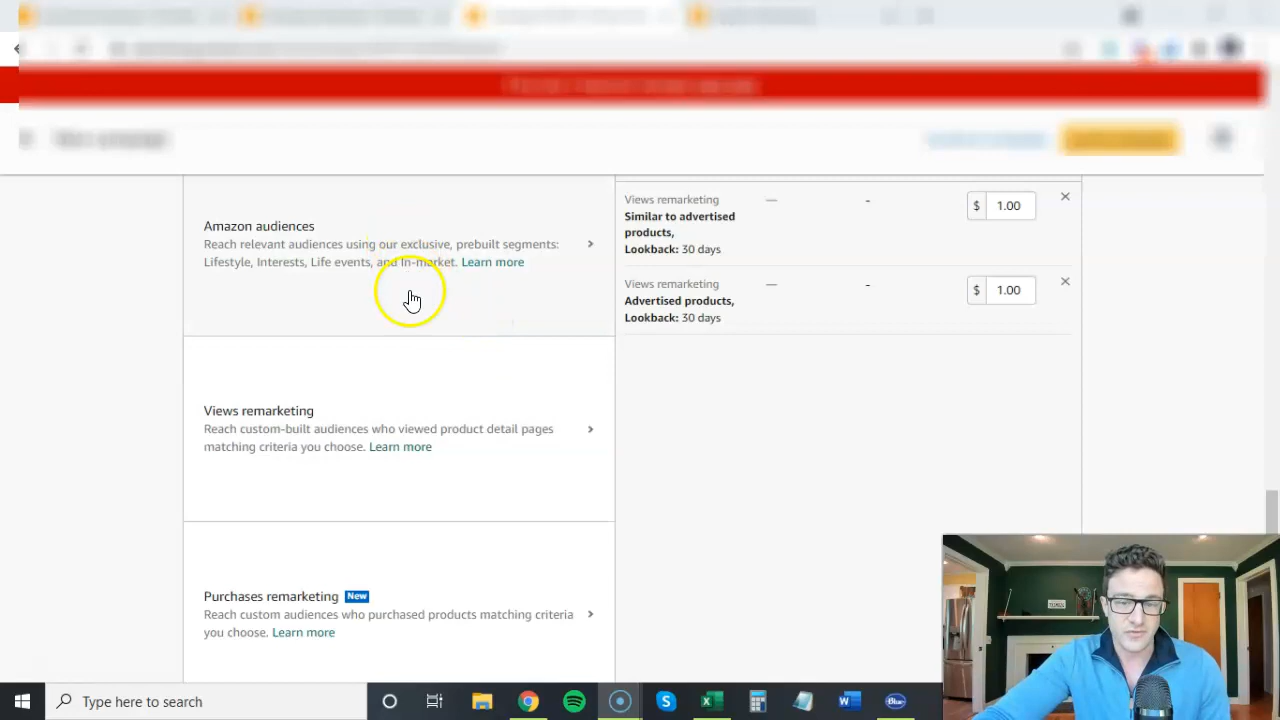 Amazon audiences
Reach relevant audiences using our exclusive, prebuilt segments:
Lifestyle, Interests, Life events, and In-market. Learn more
Views remarketing
Reach custom-built audiences who viewed product detail pages
matching criteria you choose. Learn more
Purchases remarketing New
Reach custom audiences who purchased products matching criteria
you choose. Learn more
Views remarketing — - $ 1.00
Similar to advertised
products,
Lookback: 30 days
Views remarketing — - $ 1.00
Advertised products,
Lookback: 30 days
Type here to search
Blue